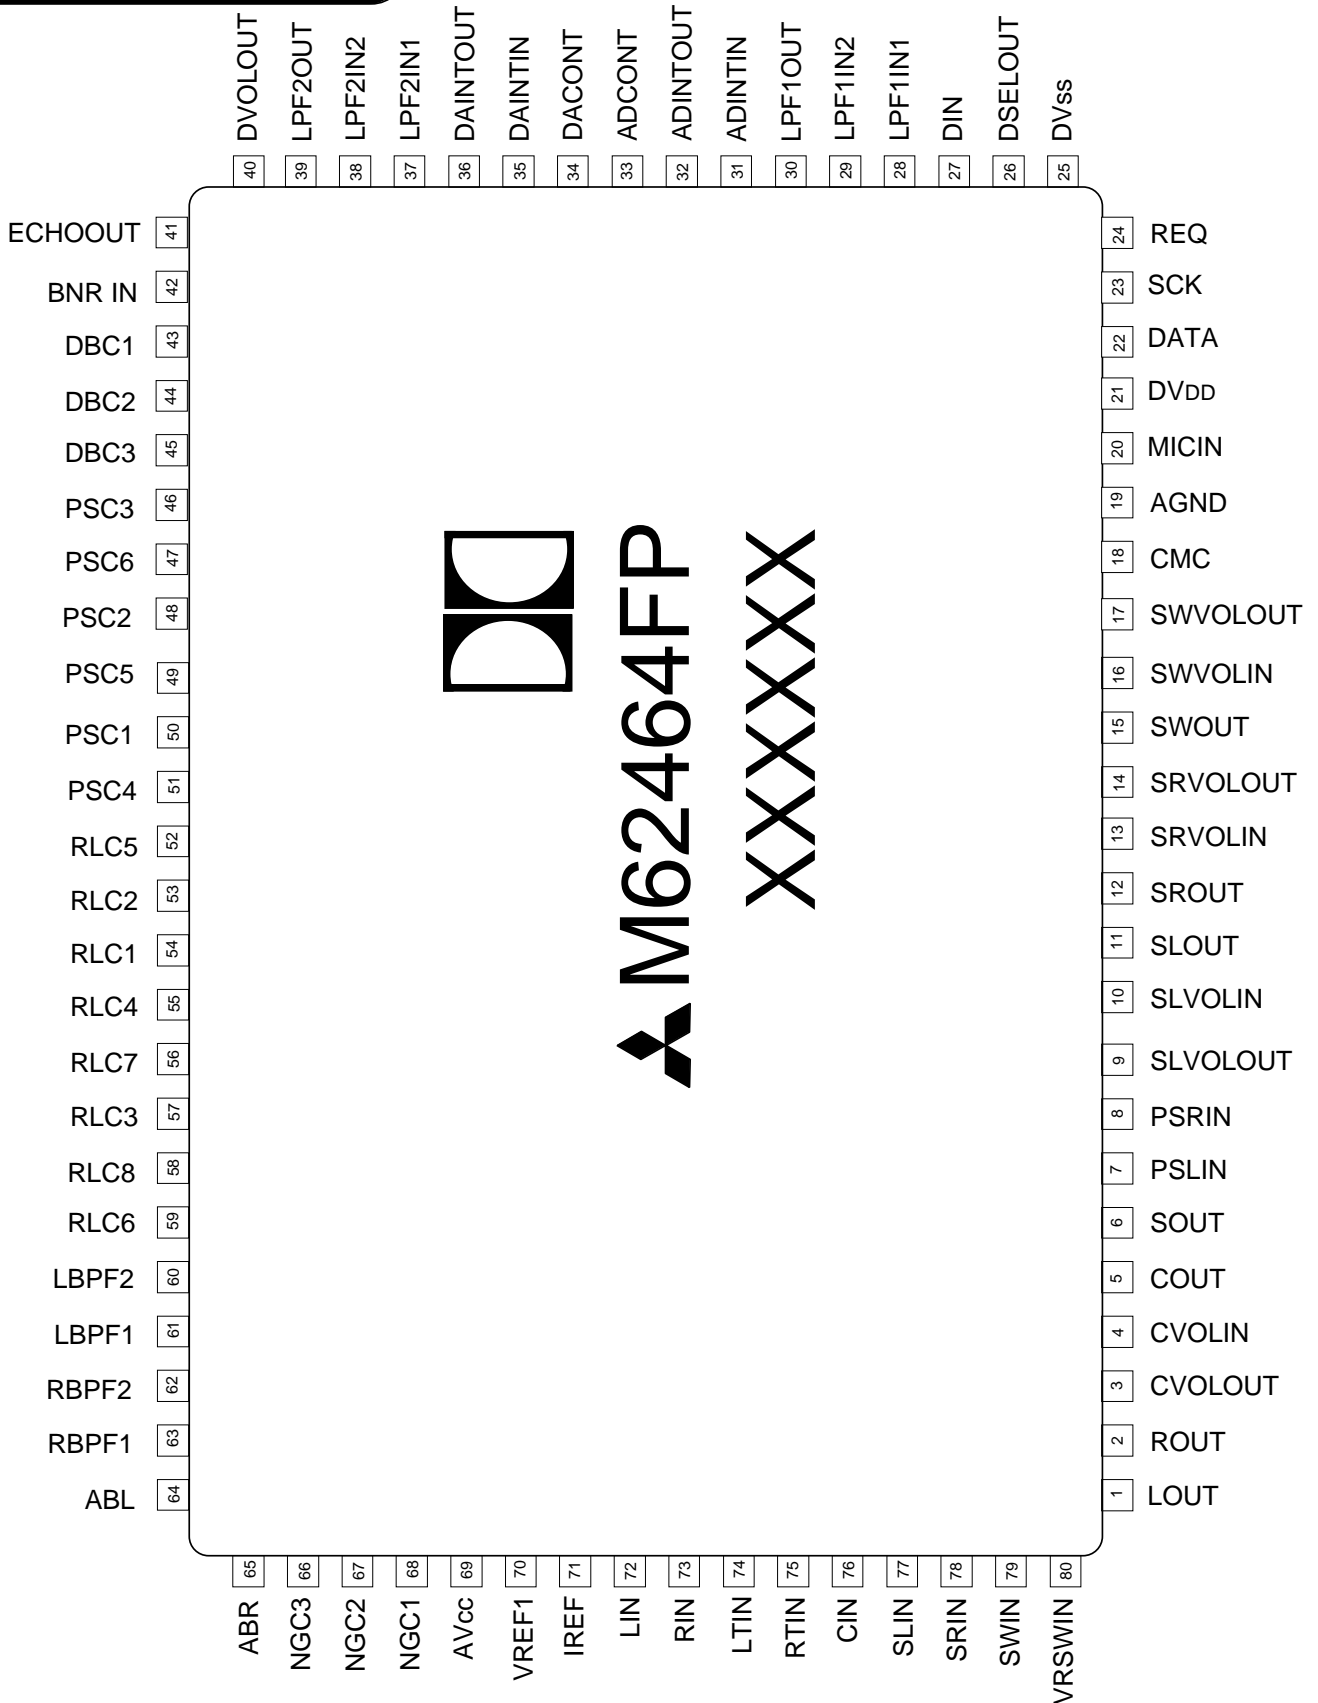 DVOLOUT
LPF2OUT
LPF2IN2
LPF2IN1
DAINTOUT
DAINTIN
DACONT
ADCONT
ADINTOUT
ADINTIN
LPF1OUT
LPF1IN2
LPF1IN1
DIN
DSELOUT
DVss
40
39
38
37
36
35
34
33
32
31
30
29
28
27
26
25
ECHOOUT 41
BNR IN 42
DBC1 43
DBC2 44
DBC3 45
PSC3 46
PSC6 47
PSC2 48
PSC5 49
PSC1 50
PSC4 51
RLC5 52
RLC2 53
RLC1 54
RLC4 55
RLC7 56
RLC3 57
RLC8 58
RLC6 59
LBPF2 60
LBPF1 61
RBPF2 62
RBPF1 63
ABL 64
M62464FP
XXXXXX
24 REQ
23 SCK
22 DATA
21 DVDD
20 MICIN
19 AGND
18 CMC
17 SWVOLOUT
16 SWVOLIN
15 SWOUT
14 SRVOLOUT
13 SRVOLIN
12 SROUT
11 SLOUT
10 SLVOLIN
9 SLVOLOUT
8 PSRIN
7 PSLIN
6 SOUT
5 COUT
4 CVOLIN
3 CVOLOUT
2 ROUT
1 LOUT
65
66
67
68
69
70
71
72
73
74
75
76
77
78
79
80
ABR
NGC3
NGC2
NGC1
AVcc
VREF1
IREF
LIN
RIN
LTIN
RTIN
CIN
SLIN
SRIN
SWIN
VRSWIN